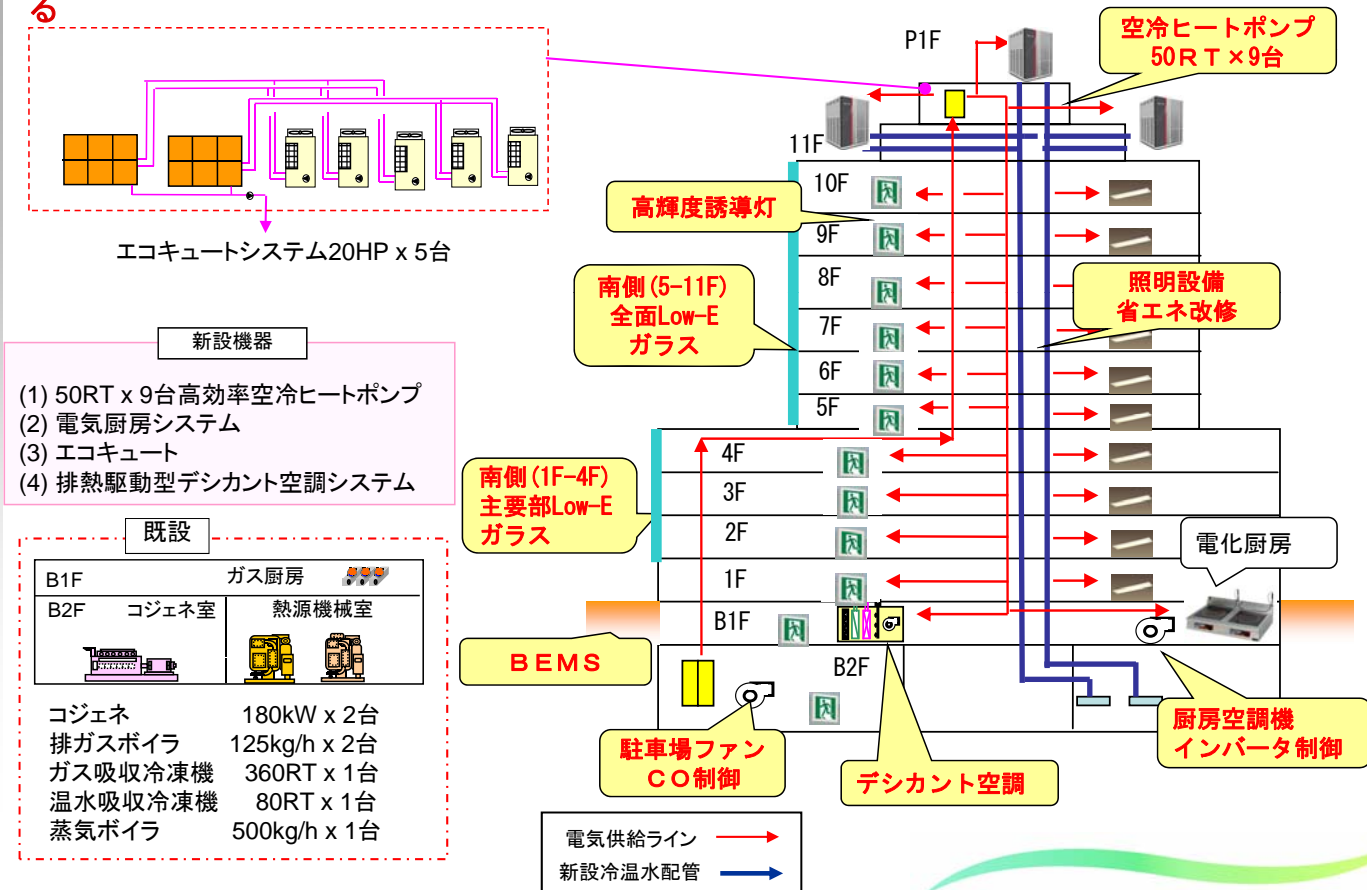 る
P1F
空冷ヒートポンプ
50RT×9台
11F
10F
高輝度誘導灯
9F
エコキュートシステム20HP x 5台
8F
南側(5-11F)
全面Low-E
ガラス
照明設備
省エネ改修
7F
6F
5F
新設機器
(1) 50RT x 9台高効率空冷ヒートポンプ
(2) 電気厨房システム
(3) エコキュート
(4) 排熱駆動型デシカント空調システム
4F
南側(1F-4F)
主要部Low-E
ガラス
3F
2F
電化厨房
1F
既設
B1F
ガス厨房
B2F
コジェネ室
熱源機械室
コジェネ 180kW x 2台
排ガスボイラ 125kg/h x 2台
ガス吸収冷凍機 360RT x 1台
温水吸収冷凍機 80RT x 1台
蒸気ボイラ 500kg/h x 1台
B1F
BEMS
B2F
駐車場ファン
CO制御
デシカント空調
厨房空調機
インバータ制御
電気供給ライン
新設冷温水配管